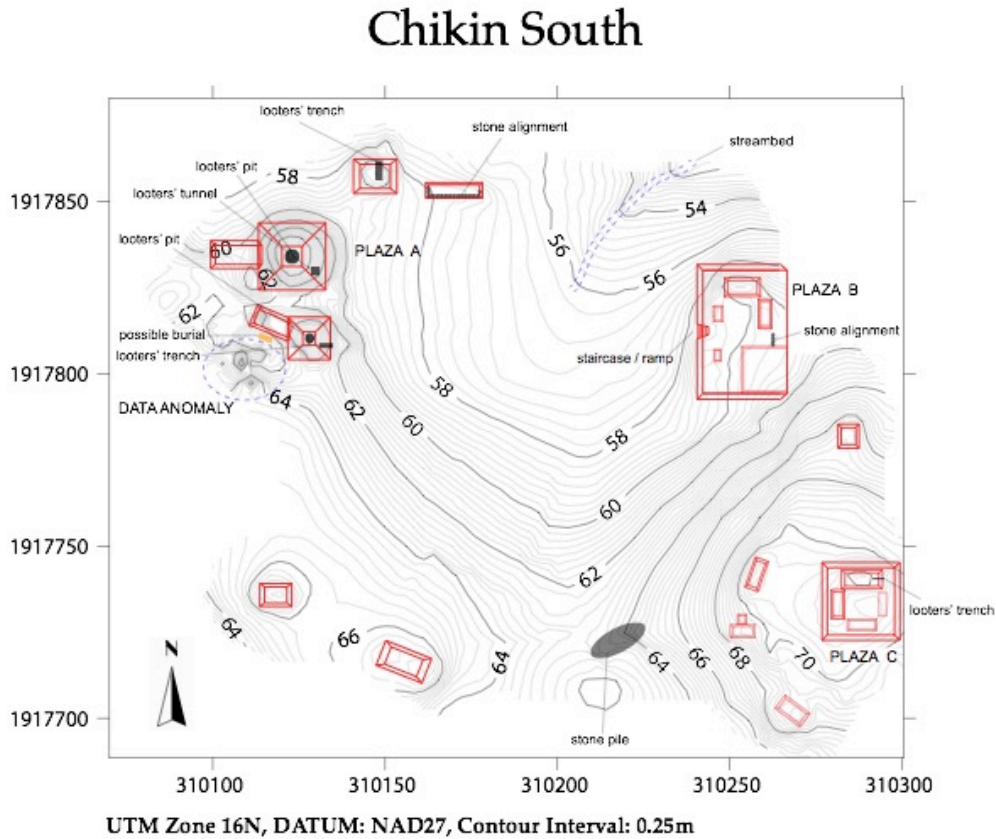 Chikin South
looters' trench
stone alignment
streambed
looters' pit
58
looters' tunnel
1917850
54
looters' pit
56
60
PLAZA A
62
56
PLAZA B
62
possible burial
stone alignment
looters' trench
staircase / ramp
1917800
58
64
62
DATA ANOMALY
60
58
60
1917750
62
looters' trench
64
66
64
64
66
68
70
PLAZA C
N
1917700
stone pile
310100
310150
310200
310250
310300
UTM Zone 16N, DATUM: NAD27, Contour Interval: 0.25m